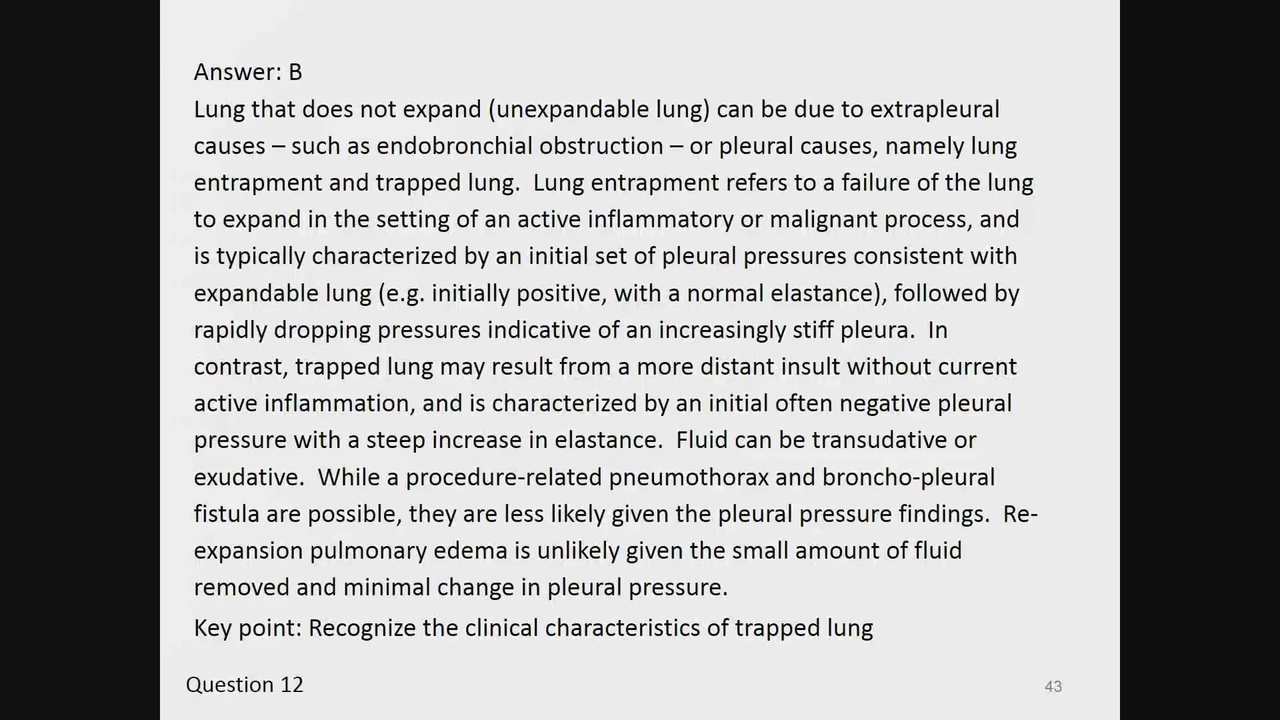 Answer: B
Lung that does not expand (unexpandable lung) can be due to extrapleural
causes – such as endobronchial obstruction – or pleural causes, namely lung
entrapment and trapped lung.  Lung entrapment refers to a failure of the lung
to expand in the setting of an active inflammatory or malignant process, and
is typically characterized by an initial set of pleural pressures consistent with
expandable lung (e.g. initially positive, with a normal elastance), followed by
rapidly dropping pressures indicative of an increasingly stiff pleura.  In
contrast, trapped lung may result from a more distant insult without current
active inflammation, and is characterized by an initial often negative pleural
pressure with a steep increase in elastance.  Fluid can be transudative or
exudative.  While a procedure-related pneumothorax and broncho-pleural
fistula are possible, they are less likely given the pleural pressure findings.  Re-
expansion pulmonary edema is unlikely given the small amount of fluid
removed and minimal change in pleural pressure.
Key point: Recognize the clinical characteristics of trapped lung
Question 12
43